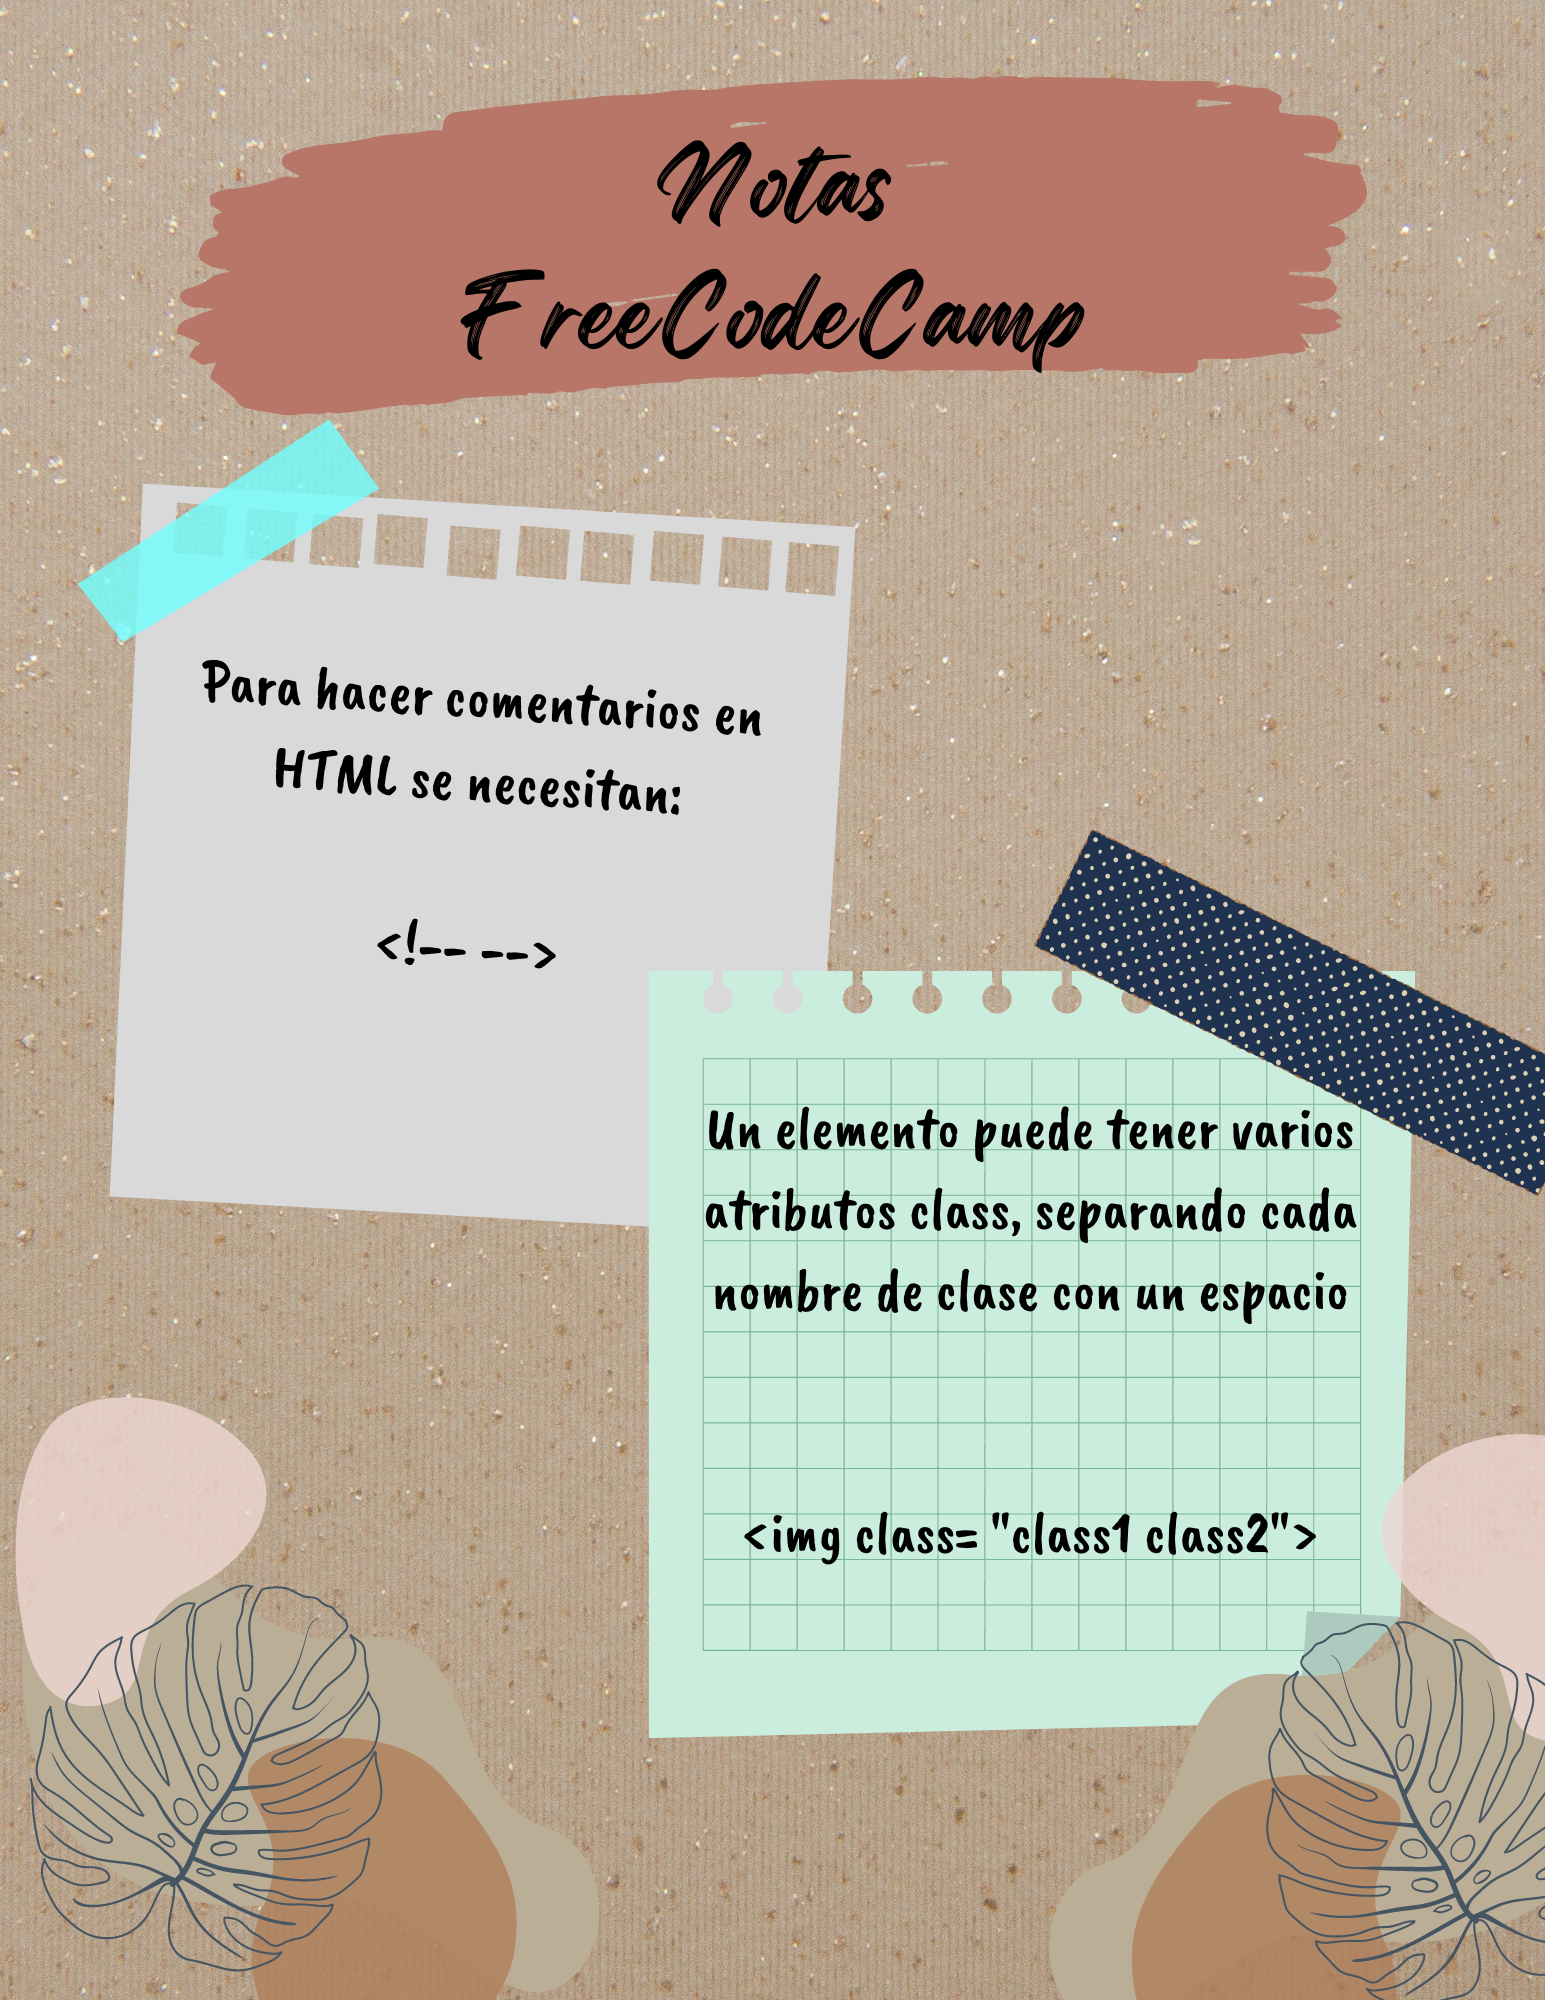 Notas
FreeCodeCamp
Para hacer comentarios en
HTML se necesitan:
<!-- -->
Un elemento puede tener varios
atributos class, separando cada
nombre de clase con un espacio
<img class= "class1 class2">